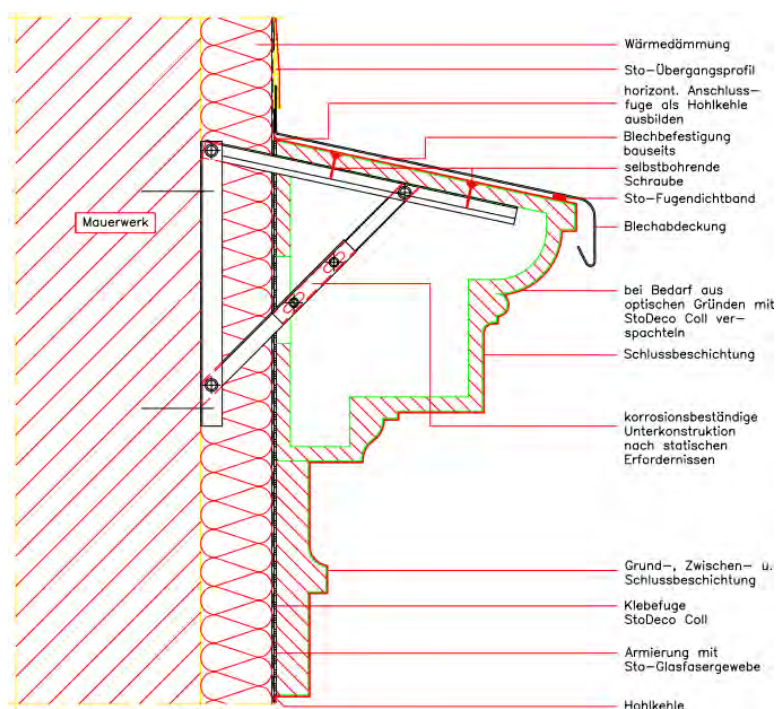 Wärmedämmung
Sto-Übergangsprofil
horizont. Anschluss-
fuge als Hohlkehle
ausbilden
Blechbefestigung
bauseits
selbstbohrende
Schraube
Sto-Fugendichtband
Mauerwerk
Blechabdeckung
bei Bedarf aus
optischen Gründen mit
StoDeco Coll ver-
spachteln
Schlussbeschichtung
korrosionsbeständige
Unterkonstruktion
nach statischen
Erfordernissen
Grund-, Zwischen- u.
Schlussbeschichtung
Klebefuge
StoDeco Coll
Armierung mit
Sto-Glasfasergewebe
Hohlkehle